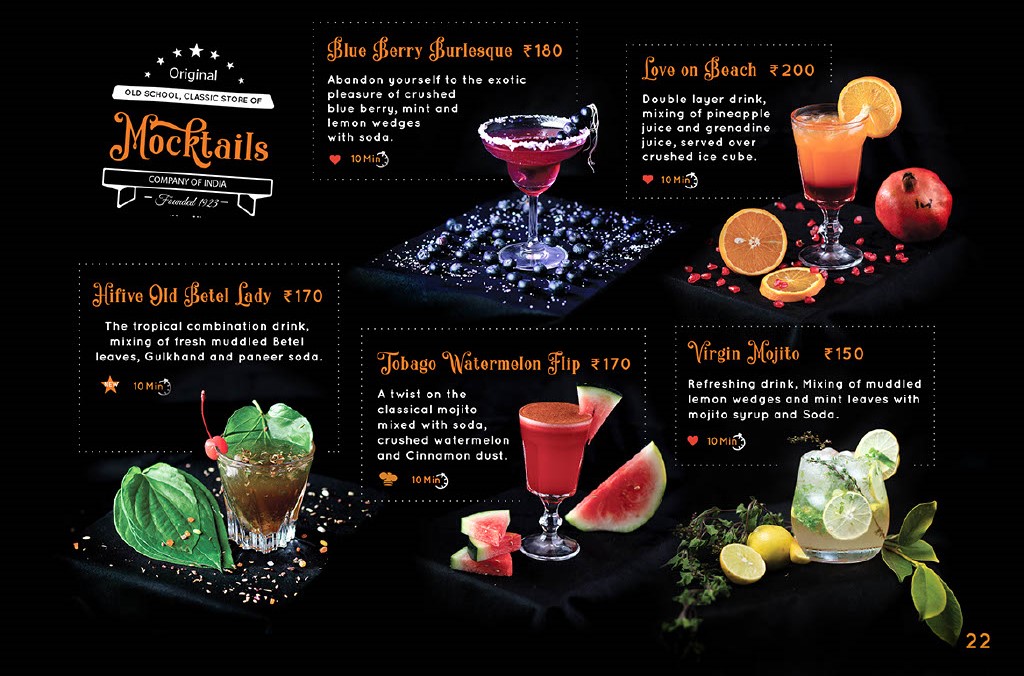 Original
OLD SCHOOL, CLASSIC STORE OF
Mocktails
COMPANY OF INDIA
Founded 1923
Blue Berry Burlesque ₹180
Abandon yourself to the exotic
pleasure of crushed
blue berry, mint and
lemon wedges
with soda.
10 Min
Love on Beach ₹200
Double layer drink,
mixing of pineapple
juice and grenadine
juice, served over
crushed ice cube.
10 Min
Hifive Old Betel Lady ₹170
The tropical combination drink,
mixing of fresh muddled Betel
leaves, Gulkhand and paneer soda.
NEW
10 Min
Tobago Watermelon Flip ₹170
A twist on the
classical mojito
mixed with soda,
crushed watermelon
and Cinnamon dust.
10 Min
Virgin Mojito ₹150
Refreshing drink, Mixing of muddled
lemon wedges and mint leaves with
mojito syrup and Soda.
10 Min
22